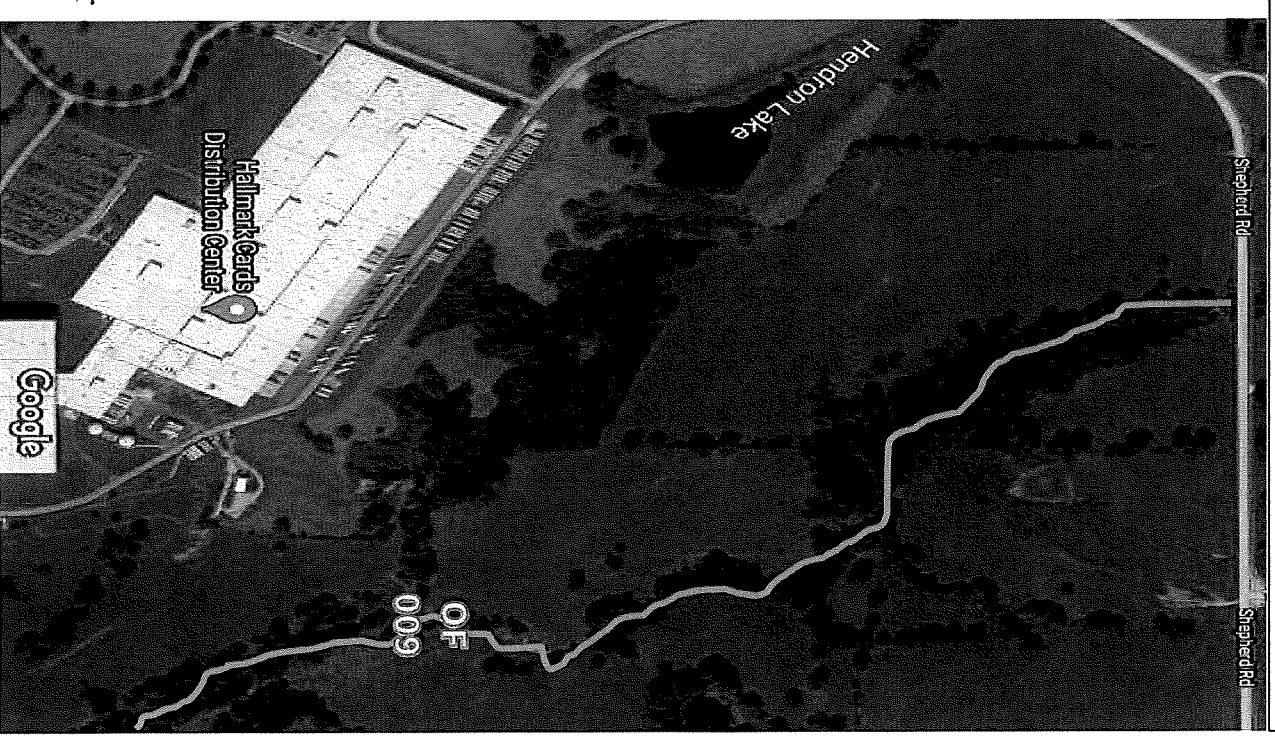 Shepherd Rd
Shepherd Rd
Hendron Lake
OF
009
Hallmark Cards
Distribution Center
Google